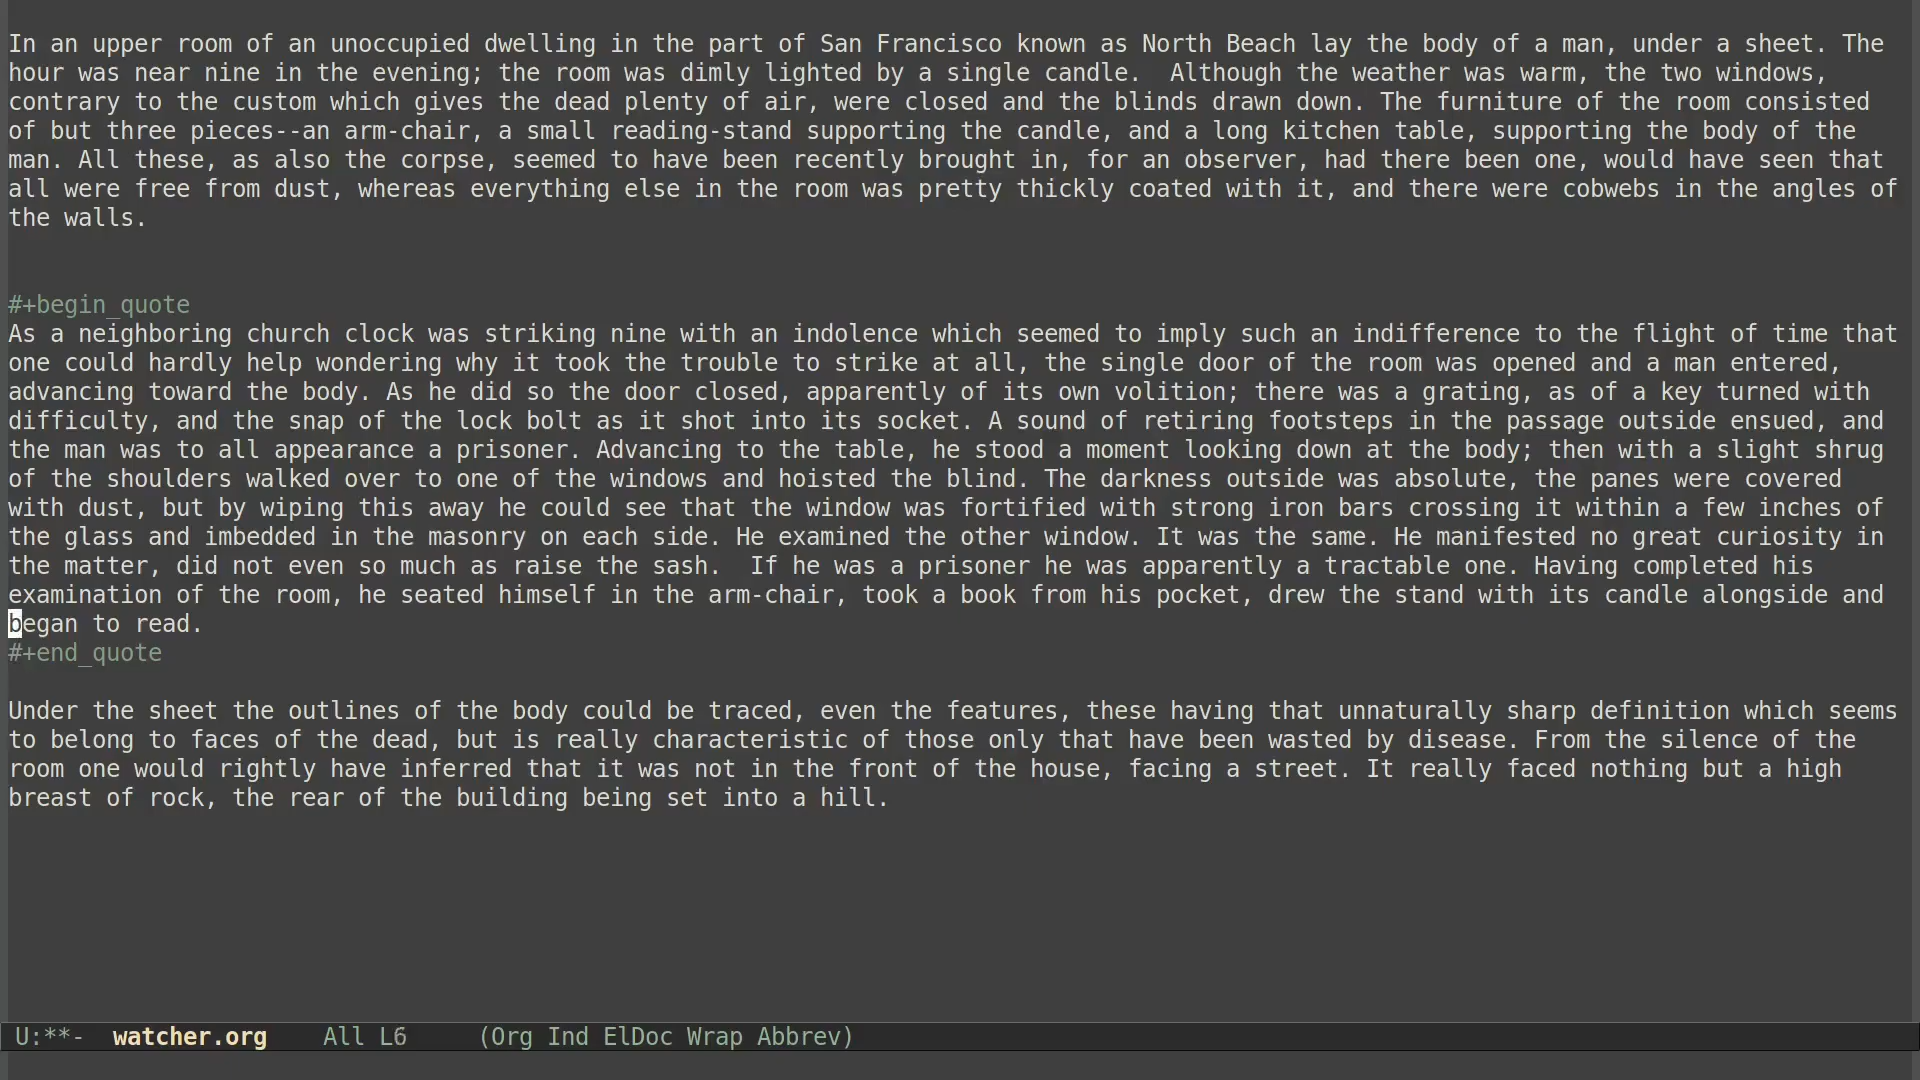 In an upper room of an unoccupied dwelling in the part of San Francisco known as North Beach lay the body of a man, under a sheet. The
hour was near nine in the evening; the room was dimly lighted by a single candle.  Although the weather was warm, the two windows,
contrary to the custom which gives the dead plenty of air, were closed and the blinds drawn down. The furniture of the room consisted
of but three pieces--an arm-chair, a small reading-stand supporting the candle, and a long kitchen table, supporting the body of the
man. All these, as also the corpse, seemed to have been recently brought in, for an observer, had there been one, would have seen that
all were free from dust, whereas everything else in the room was pretty thickly coated with it, and there were cobwebs in the angles of
the walls.
#+begin_quote
As a neighboring church clock was striking nine with an indolence which seemed to imply such an indifference to the flight of time that
one could hardly help wondering why it took the trouble to strike at all, the single door of the room was opened and a man entered,
advancing toward the body. As he did so the door closed, apparently of its own volition; there was a grating, as of a key turned with
difficulty, and the snap of the lock bolt as it shot into its socket. A sound of retiring footsteps in the passage outside ensued, and
the man was to all appearance a prisoner. Advancing to the table, he stood a moment looking down at the body; then with a slight shrug
of the shoulders walked over to one of the windows and hoisted the blind. The darkness outside was absolute, the panes were covered
with dust, but by wiping this away he could see that the window was fortified with strong iron bars crossing it within a few inches of
the glass and imbedded in the masonry on each side. He examined the other window. It was the same. He manifested no great curiosity in
the matter, did not even so much as raise the sash.  If he was a prisoner he was apparently a tractable one. Having completed his
examination of the room, he seated himself in the arm-chair, took a book from his pocket, drew the stand with its candle alongside and
began to read.
#+end_quote
Under the sheet the outlines of the body could be traced, even the features, these having that unnaturally sharp definition which seems
to belong to faces of the dead, but is really characteristic of those only that have been wasted by disease. From the silence of the
room one would rightly have inferred that it was not in the front of the house, facing a street. It really faced nothing but a high
breast of rock, the rear of the building being set into a hill.
U:**-  watcher.org    All L6     (Org Ind ElDoc Wrap Abbrev)